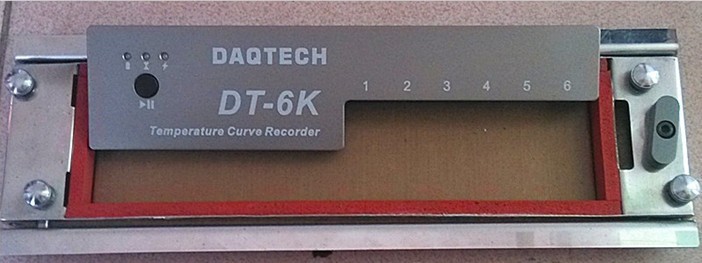 DAQTECH
1 2 3 4 5 6
DT-6K
Temperature Curve Recorder